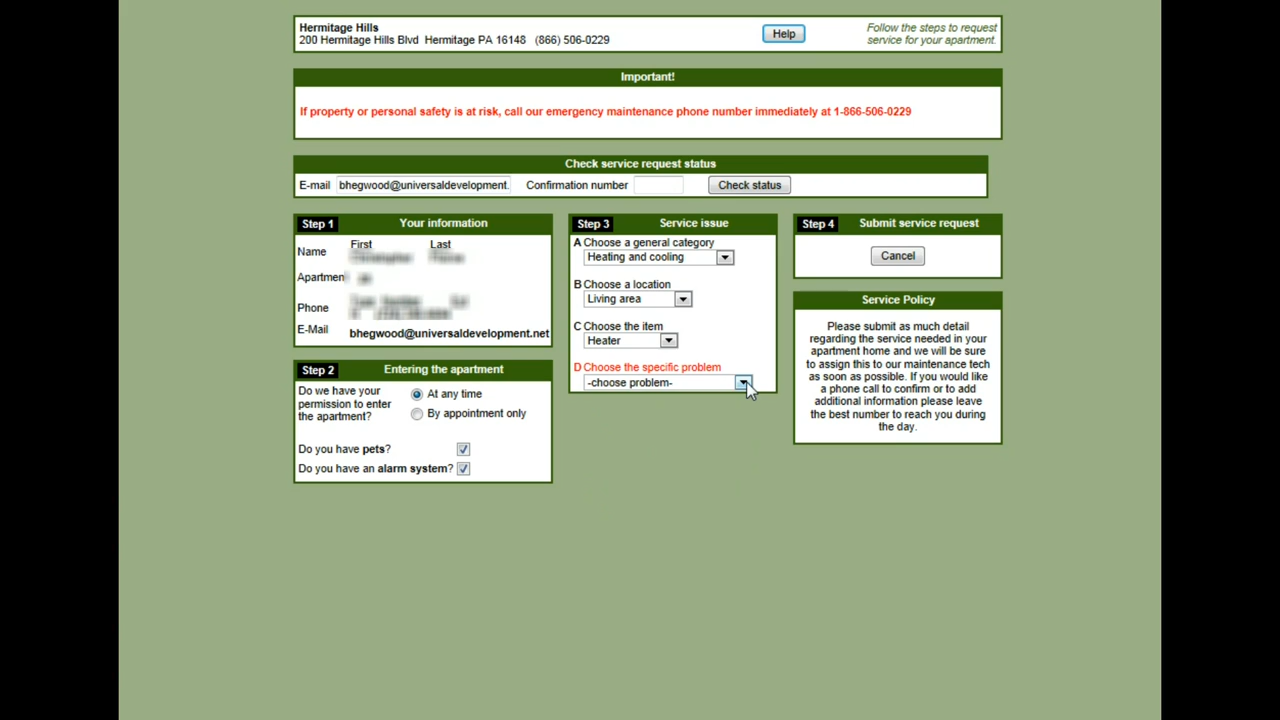 Hermitage Hills
200 Hermitage Hills Blvd Hermitage PA 16148 (866) 506-0229
Help
Follow the steps to request
service for your apartment.
Important!
If property or personal safety is at risk, call our emergency maintenance phone number immediately at 1-866-506-0229
Check service request status
E-mail bhegwood@universaldevelopment. Confirmation number Check status
Step 1 Your information
First Last
Name
Apartmen
Phone
E-Mail bhegwood@universaldevelopment.net
Step 2 Entering the apartment
Do we have your
permission to enter
the apartment?
At any time
By appointment only
Do you have pets?
Do you have an alarm system?
Step 3 Service issue
A Choose a general category
Heating and cooling
B Choose a location
Living area
C Choose the item
Heater
D Choose the specific problem
-choose problem-
Step 4 Submit service request
Cancel
Service Policy
Please submit as much detail
regarding the service needed in your
apartment home and we will be sure
to assign this to our maintenance tech
as soon as possible. If you would like
a phone call to confirm or to add
additional information please leave
the best number to reach you during
the day.